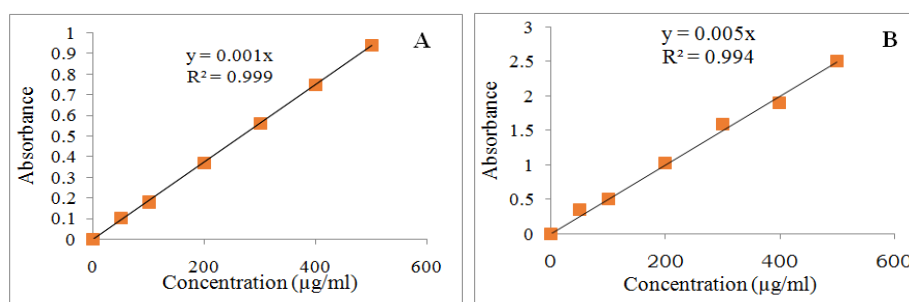 A
y = 0.001x
R² = 0.999
Absorbance
1
0.9
0.8
0.7
0.6
0.5
0.4
0.3
0.2
0.1
0
0
200
400
600
Concentration (µg/ml)
B
y = 0.005x
R² = 0.994
Absorbance
3
2.5
2
1.5
1
0.5
0
0
200
400
600
Concentration (µg/ml)